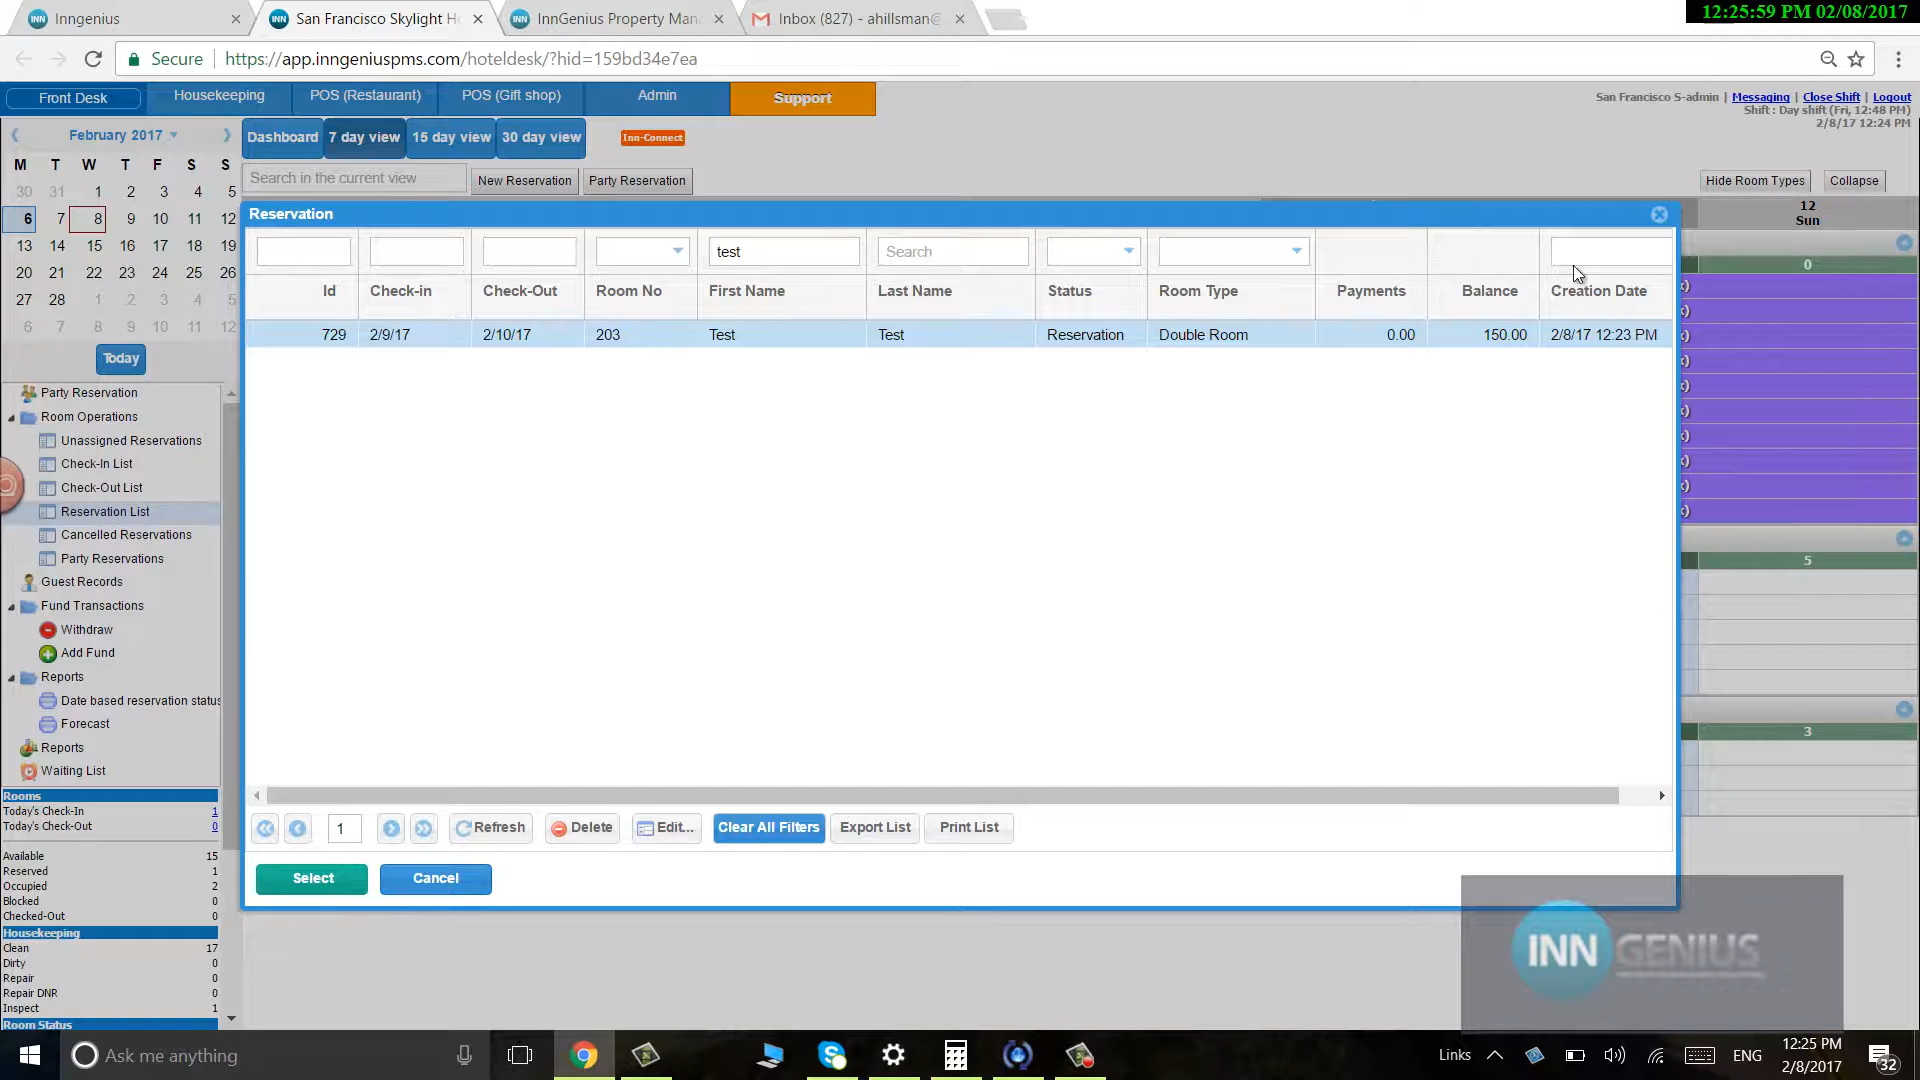 12:25:59 PM 02/08/2017
Inngenius
San Francisco Skylight H
InnGenius Property Man
Inbox (827) - ahillsman@
Secure
https://app.inngeniuspms.com/hoteldesk/?hid=159bd34e7ea
Front Desk
Housekeeping
POS (Restaurant)
POS (Gift shop)
Admin
Support
San Francisco S-admin | Messaging | Close Shift | Logout
Shift : Day shift (Fri, 12:48 PM)
2/8/17 12:24 PM
February 2017
Dashboard
7 day view
15 day view
30 day view
Inn-Connect
M T W T F S S
30 31 1 2 3 4 5
6 7 8 9 10 11 12
13 14 15 16 17 18 19
20 21 22 23 24 25 26
27 28 1 2 3 4 5
6 7 8 9 10 11 12
Today
Search in the current view
New Reservation
Party Reservation
Hide Room Types
Collapse
12
Sun
0
5
3
Party Reservation
Room Operations
Unassigned Reservations
Check-In List
Check-Out List
Reservation List
Cancelled Reservations
Party Reservations
Guest Records
Fund Transactions
Withdraw
Add Fund
Reports
Date based reservation status
Forecast
Reports
Waiting List
Rooms
Today's Check-In 1
Today's Check-Out 0
Available 15
Reserved 1
Occupied 2
Blocked 0
Checked-Out 0
Housekeeping
Clean 17
Dirty 0
Repair 0
Repair DNR 0
Inspect 1
Room Status
Reservation
test
Search
Id Check-in Check-Out Room No First Name Last Name Status Room Type Payments Balance Creation Date
729 2/9/17 2/10/17 203 Test Test Reservation Double Room 0.00 150.00 2/8/17 12:23 PM
1
Refresh
Delete
Edit...
Clear All Filters
Export List
Print List
Select
Cancel
INNGENIUS
Ask me anything
Links
ENG
12:25 PM
2/8/2017
32